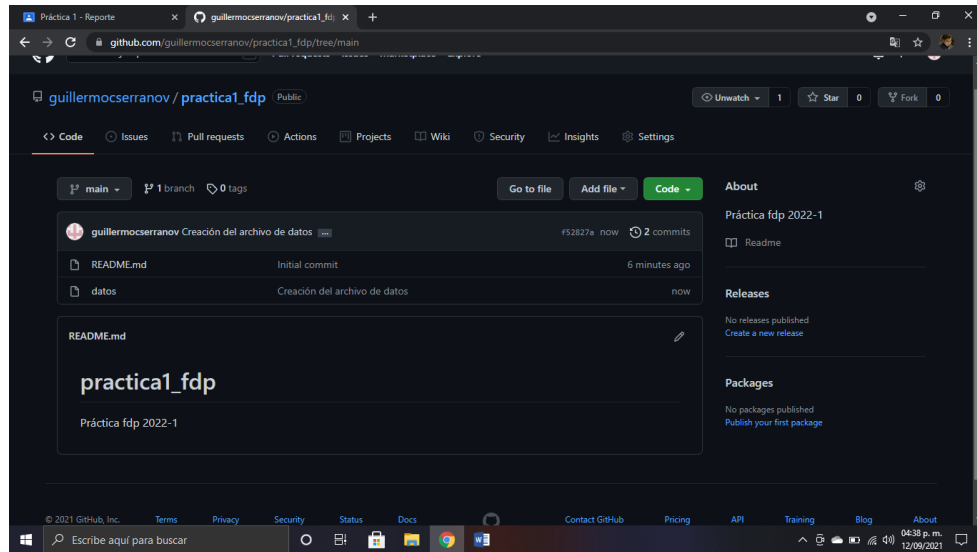 Práctica 1 - Reporte
guillermocserranov/practica1_fdp
github.com/guillermocserranov/practica1_fdp/tree/main
guillermocserranov / practica1_fdp Public Unwatch 1 Star 0 Fork 0
Code Issues Pull requests Actions Projects Wiki Security Insights Settings
main 1 branch 0 tags Go to file Add file Code
guillermocserranov Creación del archivo de datos ... f52827a now 2 commits
README.md Initial commit 6 minutes ago
datos Creación del archivo de datos now
README.md
practica1_fdp
Práctica fdp 2022-1
About
Práctica fdp 2022-1
Readme
Releases
No releases published
Create a new release
Packages
No packages published
Publish your first package
© 2021 GitHub, Inc. Terms Privacy Security Status Docs Contact GitHub Pricing API Training Blog About
Escribe aquí para buscar
04:38 p. m.
12/09/2021